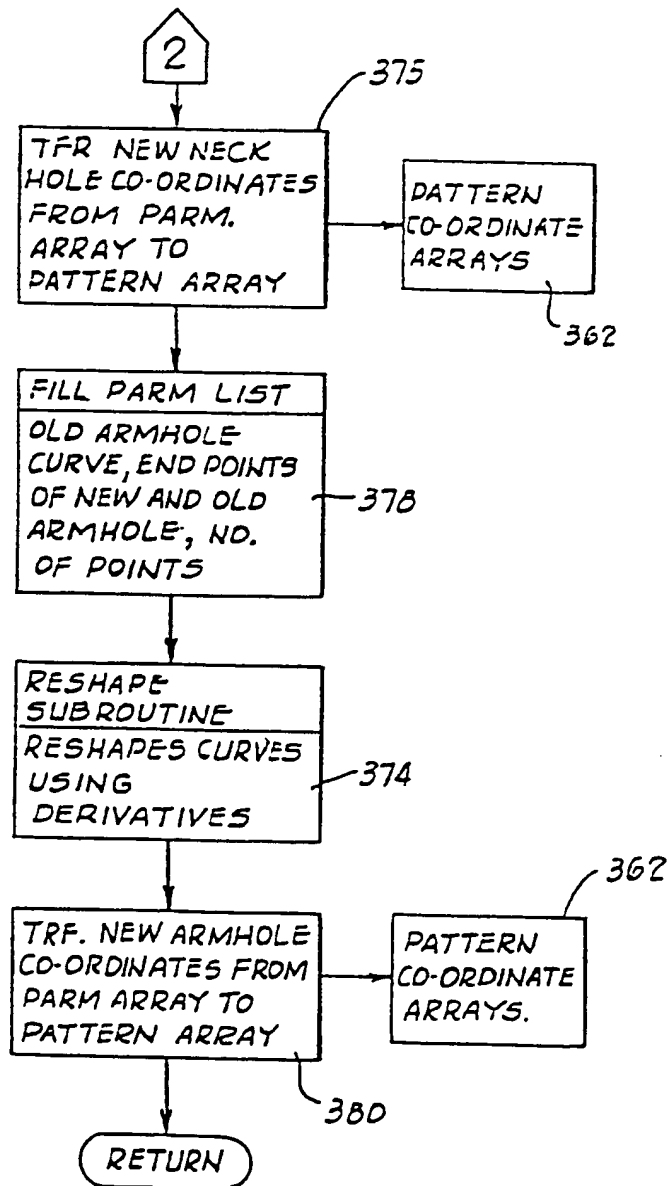 2
375
TFR NEW NECK
HOLE CO-ORDINATES
FROM PARM.
ARRAY TO
PATTERN ARRAY
PATTERN
CO-ORDINATE
ARRAYS
362
FILL PARM LIST
OLD ARMHOLE
CURVE, END POINTS
OF NEW AND OLD
ARMHOLE, NO.
OF POINTS
378
RESHAPE
SUBROUTINE
RESHAPES CURVES
USING
DERIVATIVES
374
TRF. NEW ARMHOLE
CO-ORDINATES FROM
PARM ARRAY TO
PATTERN ARRAY
380
362
PATTERN
CO-ORDINATE
ARRAYS.
RETURN